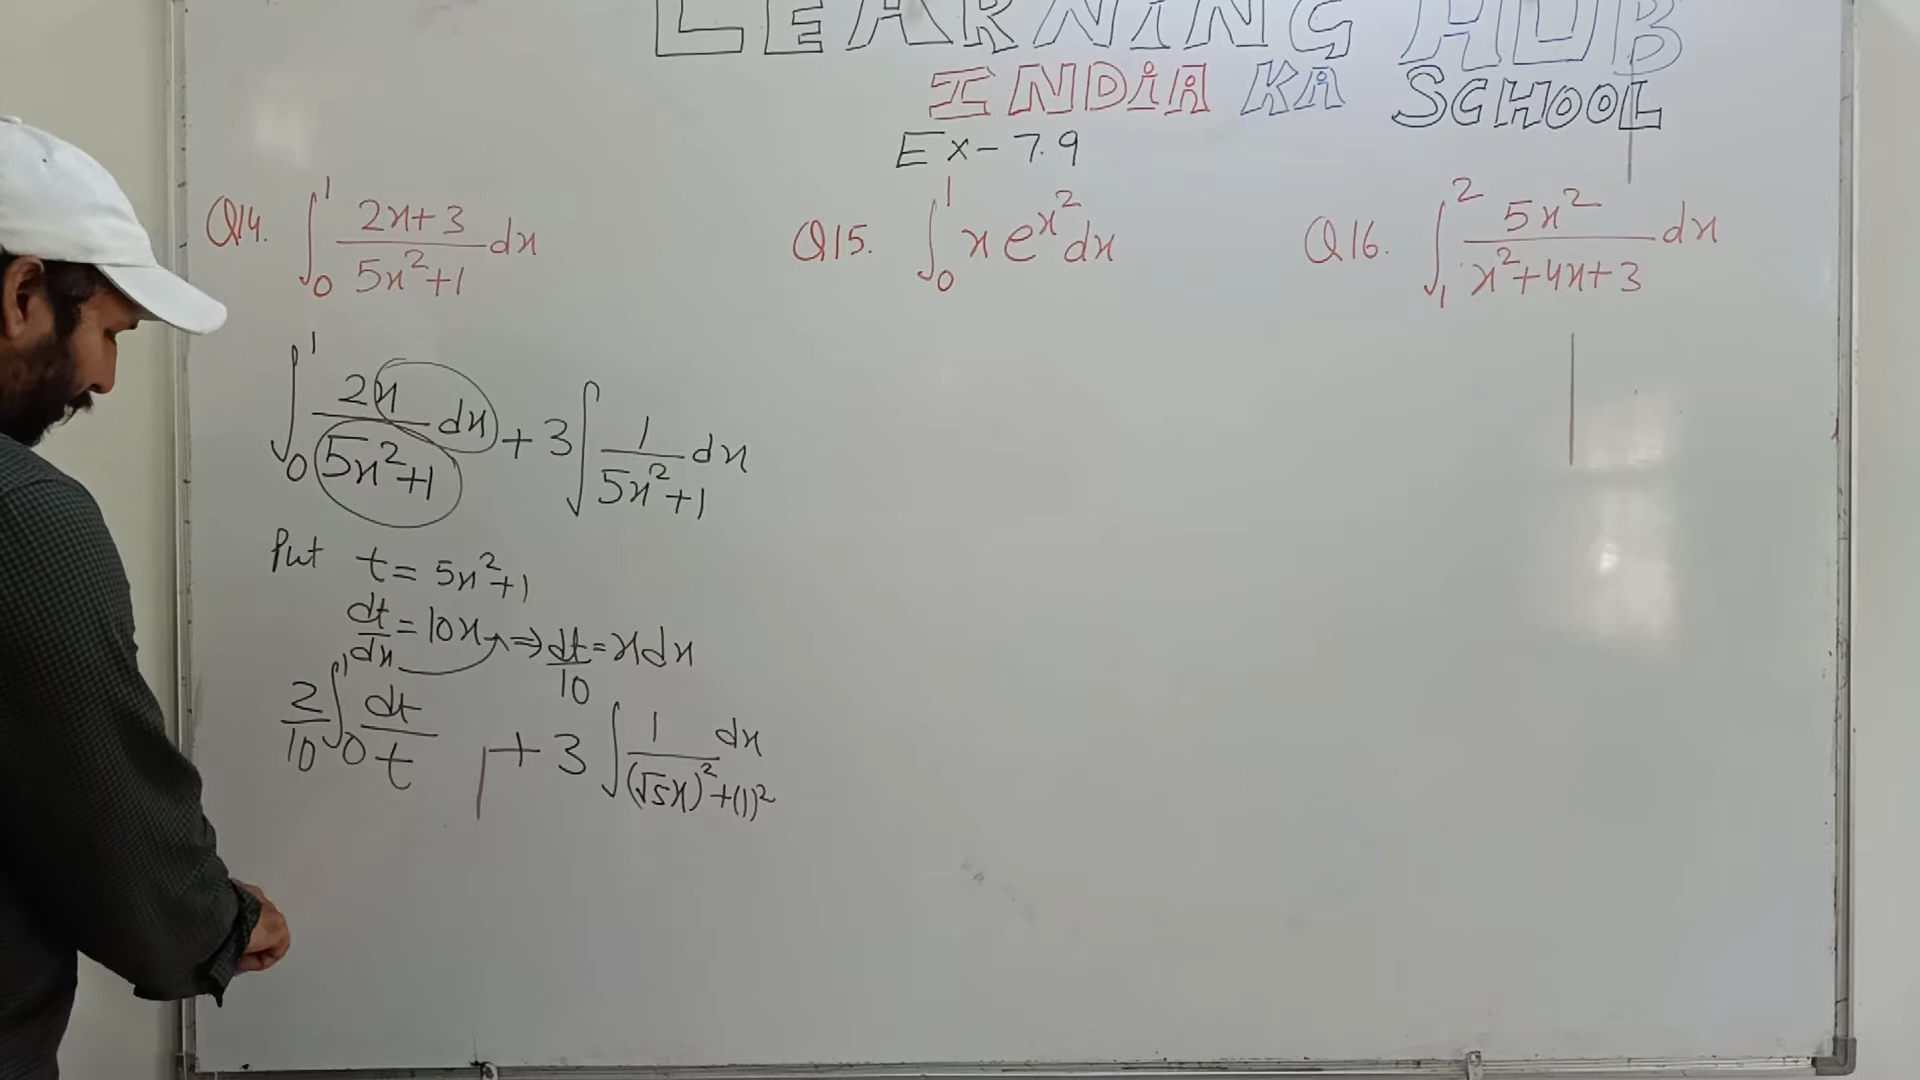 LEARNING HUB
INDIA KA SCHOOL
Ex-7.9
Q14. ∫₀¹ (2x+3)/(5x²+1) dx
Q15. ∫₀¹ x eˣ² dx
Q16. ∫₁² 5x²/(x²+4x+3) dx
∫₀¹ 2x/(5x²+1) dx + 3∫ 1/(5x²+1) dx
Put t = 5x²+1
dt/dx = 10x ⇒ dt/10 = x dx
2/10 ∫₀¹ dt/t + 3 ∫ 1/((√5x)²+(1)²) dx